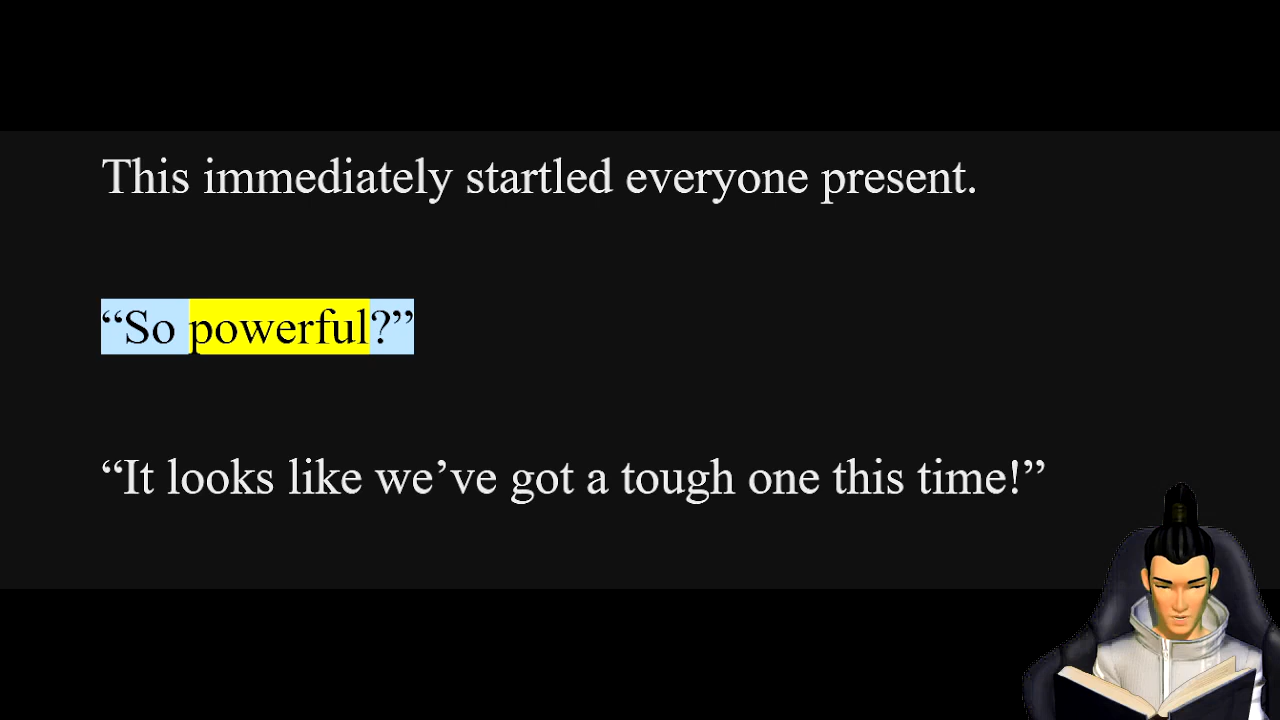 This immediately startled everyone present.
“So powerful?”
“It looks like we’ve got a tough one this time!”